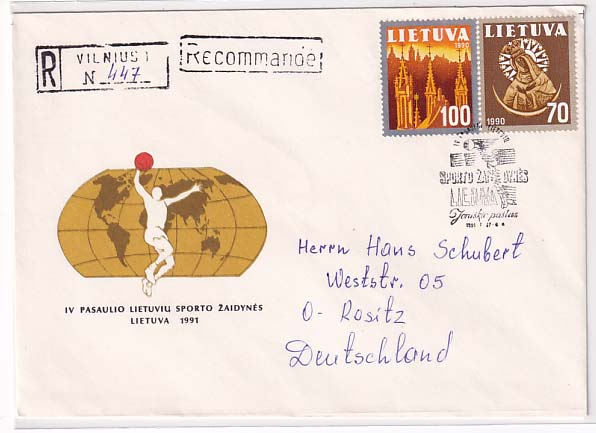 R
VILNIUS 1
N 447
Recommandé
LIETUVA
1990
100
LIETUVA
1990
70
SPORTO ŽAIDYNĖS
LIETUVA
IV PASAULIO LIETUVIŲ SPORTO ŽAIDYNĖS
LIETUVA 1991
Herrn Hans Schubert
Weststr. 05
O-Rositz
Deutschland